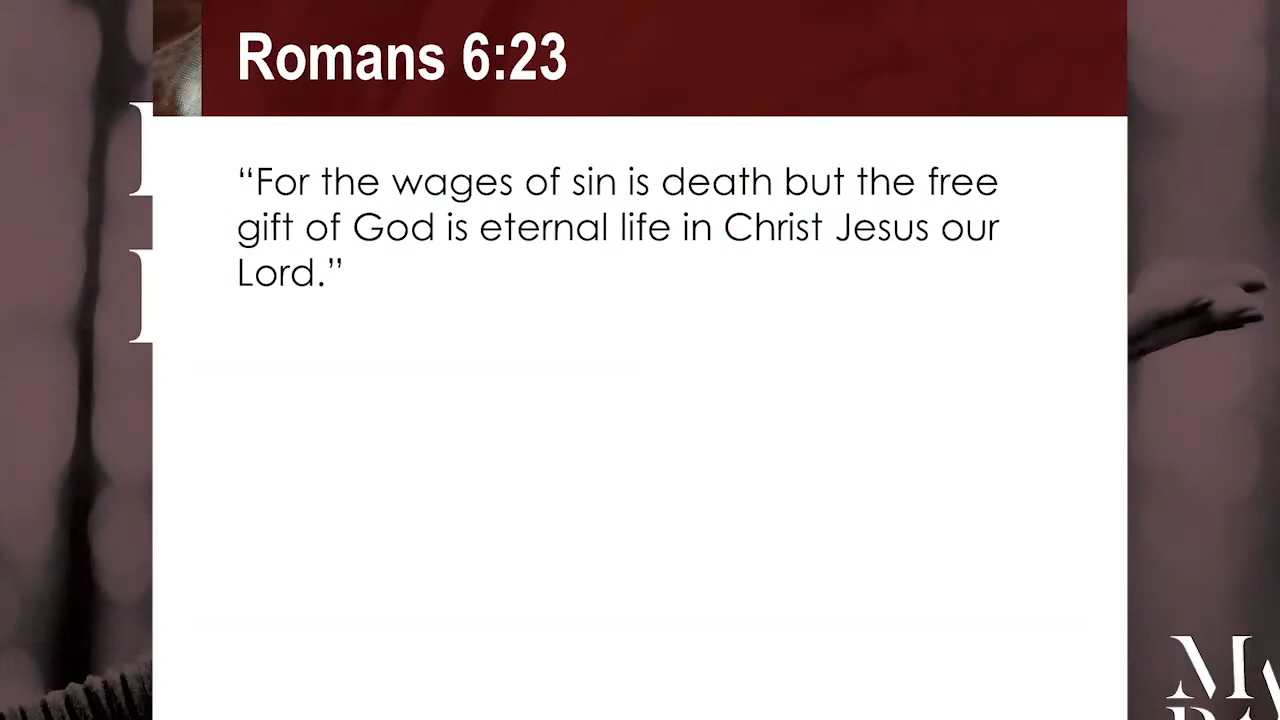 Romans 6:23
“For the wages of sin is death but the free
gift of God is eternal life in Christ Jesus our
Lord.”